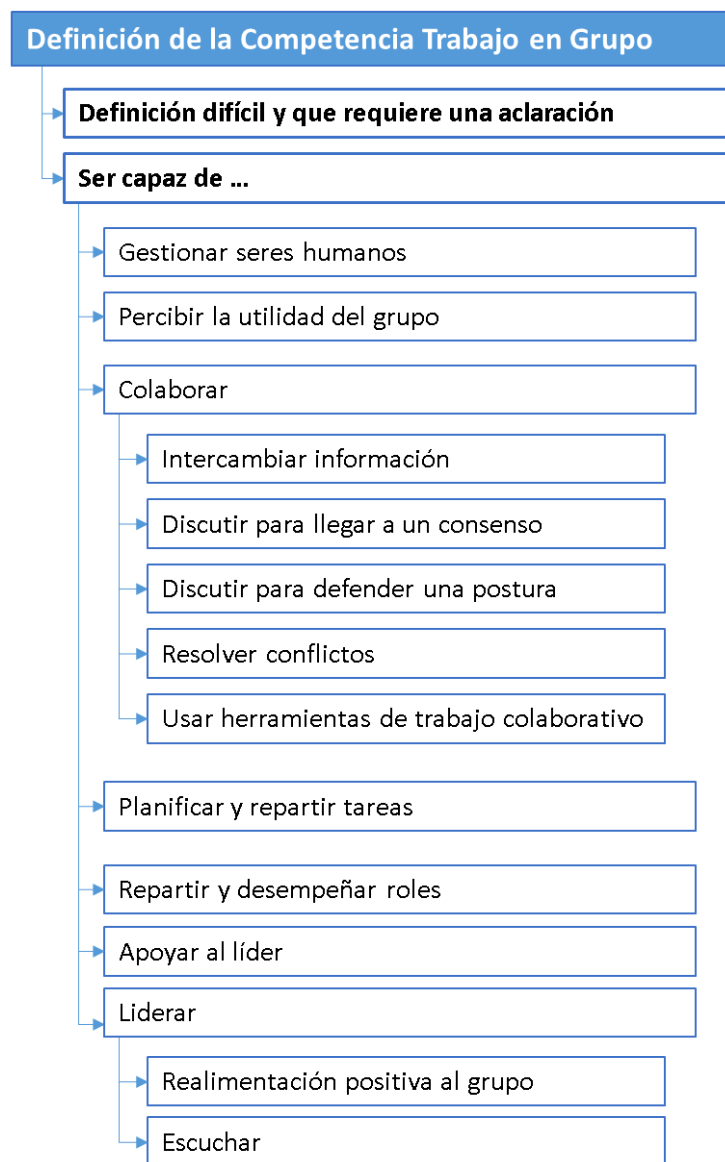 Definición de la Competencia Trabajo en Grupo
Definición difícil y que requiere una aclaración
Ser capaz de ...
Gestionar seres humanos
Percibir la utilidad del grupo
Colaborar
Intercambiar información
Discutir para llegar a un consenso
Discutir para defender una postura
Resolver conflictos
Usar herramientas de trabajo colaborativo
Planificar y repartir tareas
Repartir y desempeñar roles
Apoyar al líder
Liderar
Realimentación positiva al grupo
Escuchar